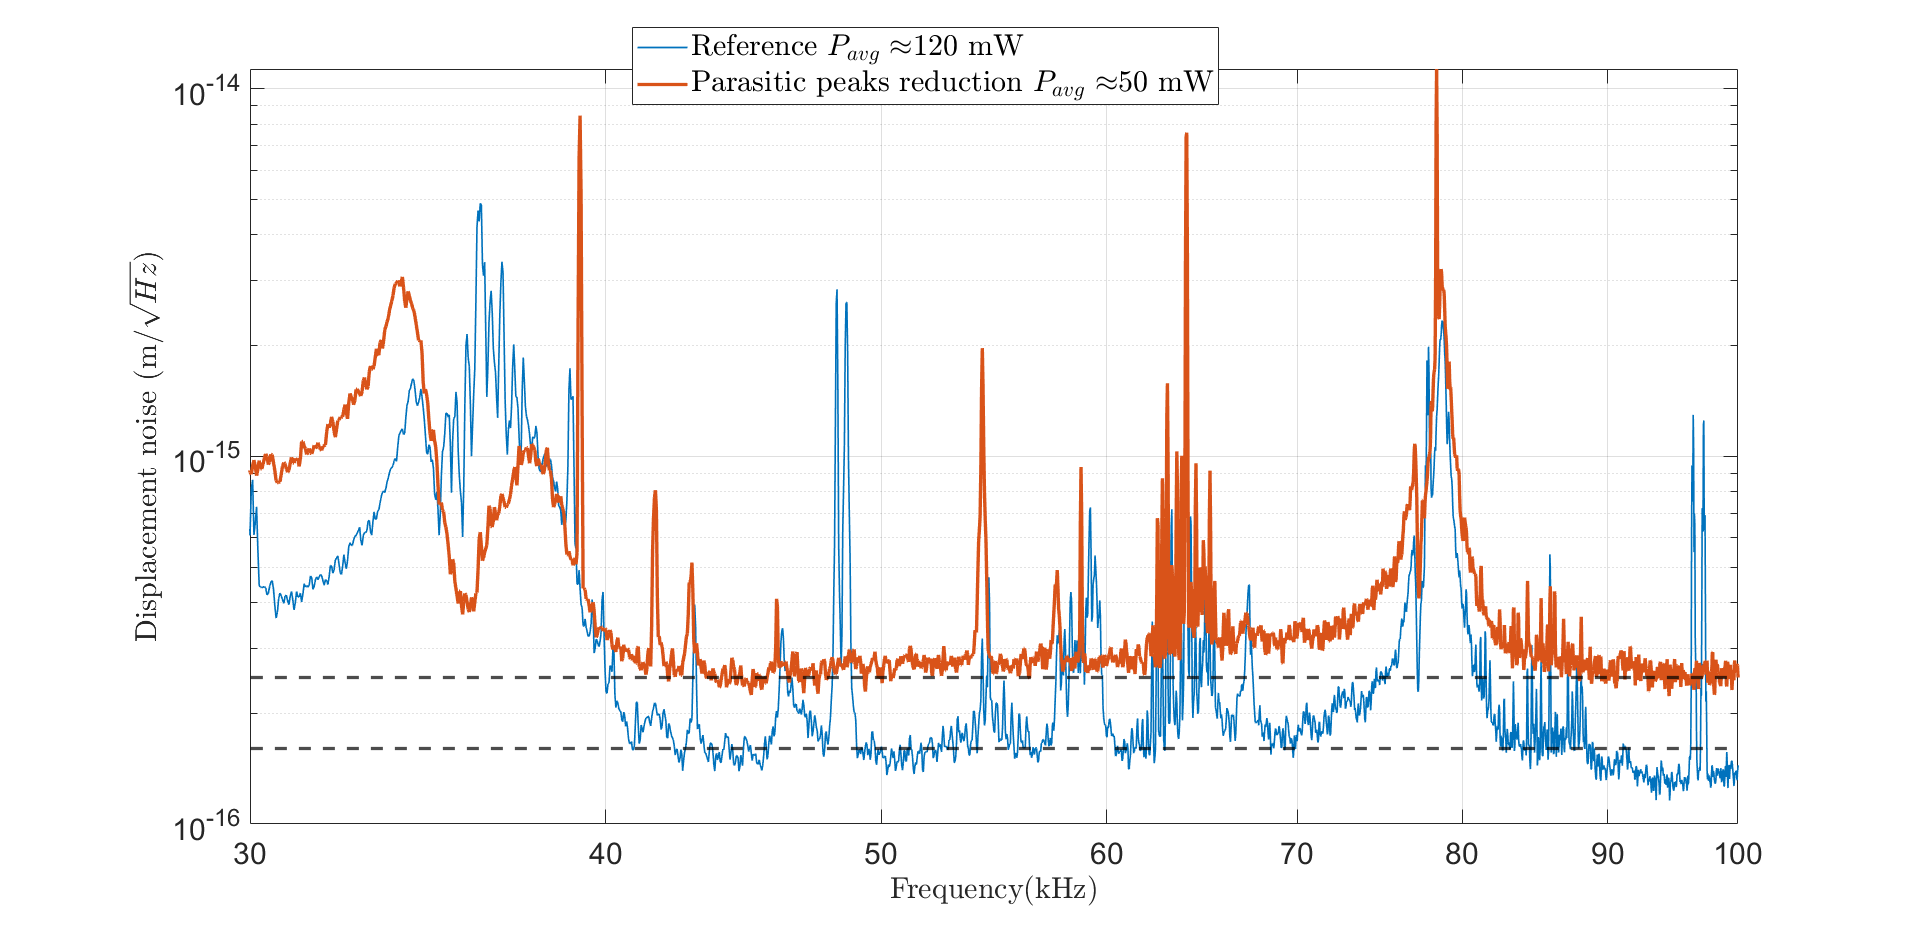 Reference P_avg ≈120 mW
Parasitic peaks reduction P_avg ≈50 mW
10^-14
10^-15
10^-16
Displacement noise (m/√Hz)
30 40 50 60 70 80 90 100
Frequency(kHz)